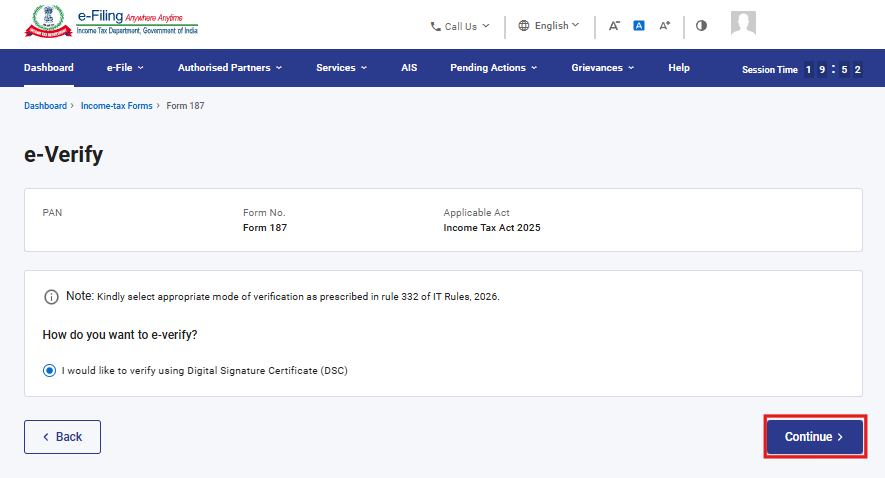 e-Filing Anywhere Anytime
Income Tax Department, Government of India
Call Us
English
A⁻ A A⁺
Dashboard e-File Authorised Partners Services AIS Pending Actions Grievances Help Session Time 1 9 : 5 2
Dashboard > Income-tax Forms > Form 187
e-Verify
PAN Form No. Applicable Act
Form 187 Income Tax Act 2025
Note: Kindly select appropriate mode of verification as prescribed in rule 332 of IT Rules, 2026.
How do you want to e-verify?
I would like to verify using Digital Signature Certificate (DSC)
< Back Continue >